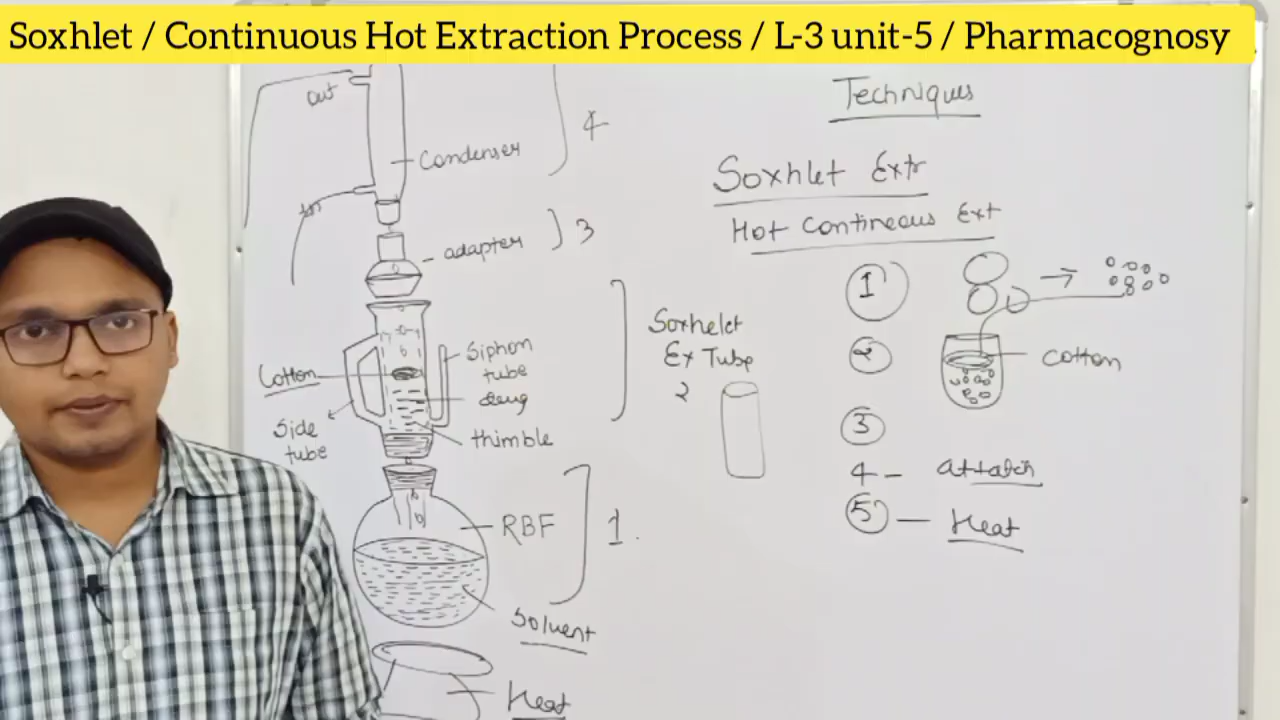 Soxhlet / Continuous Hot Extraction Process / L-3 unit-5 / Pharmacognosy
out
Condenser
4
In
adapter
3
Cotton
Siphon
tube
drug
thimble
Side
tube
Soxhelet
Ex Tube
2
RBF
1.
Solvent
Heat
Techniques
Soxhlet Extr
Hot Contineous Ext
1
2
Cotton
3
4 - attatch
5 - Heat